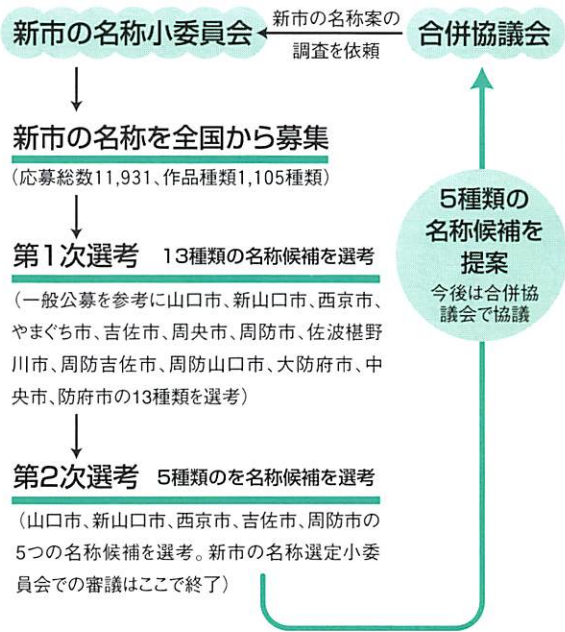 新市の名称小委員会
新市の名称案の
調査を依頼
合併協議会
新市の名称を全国から募集
(応募総数11,931、作品種類1,105種類)
第1次選考 13種類の名称候補を選考
(一般公募を参考に山口市、新山口市、西京市、
やまぐち市、吉佐市、周央市、周防市、佐波椹野
川市、周防吉佐市、周防山口市、大防府市、中
央市、防府市の13種類を選考)
第2次選考 5種類のを名称候補を選考
(山口市、新山口市、西京市、吉佐市、周防市の
5つの名称候補を選考。新市の名称選定小委
員会での審議はここで終了)
5種類の
名称候補を
提案
今後は合併協
議会で協議